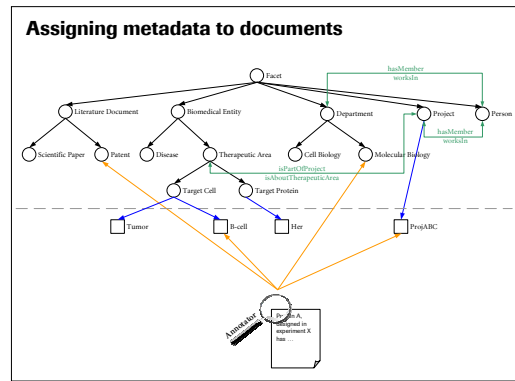 Assigning metadata to documents
Facet
hasMember
worksIn
Literature Document
Biomedical Entity
Department
Project
Person
hasMember
worksIn
Scientific Paper
Patent
Disease
Therapeutic Area
Cell Biology
Molecular Biology
isPartOfProject
isAboutTherapeuticArea
Target Cell
Target Protein
Tumor
B-cell
Her
ProjABC
Annotator
A,
designed in
experiment X
has ...